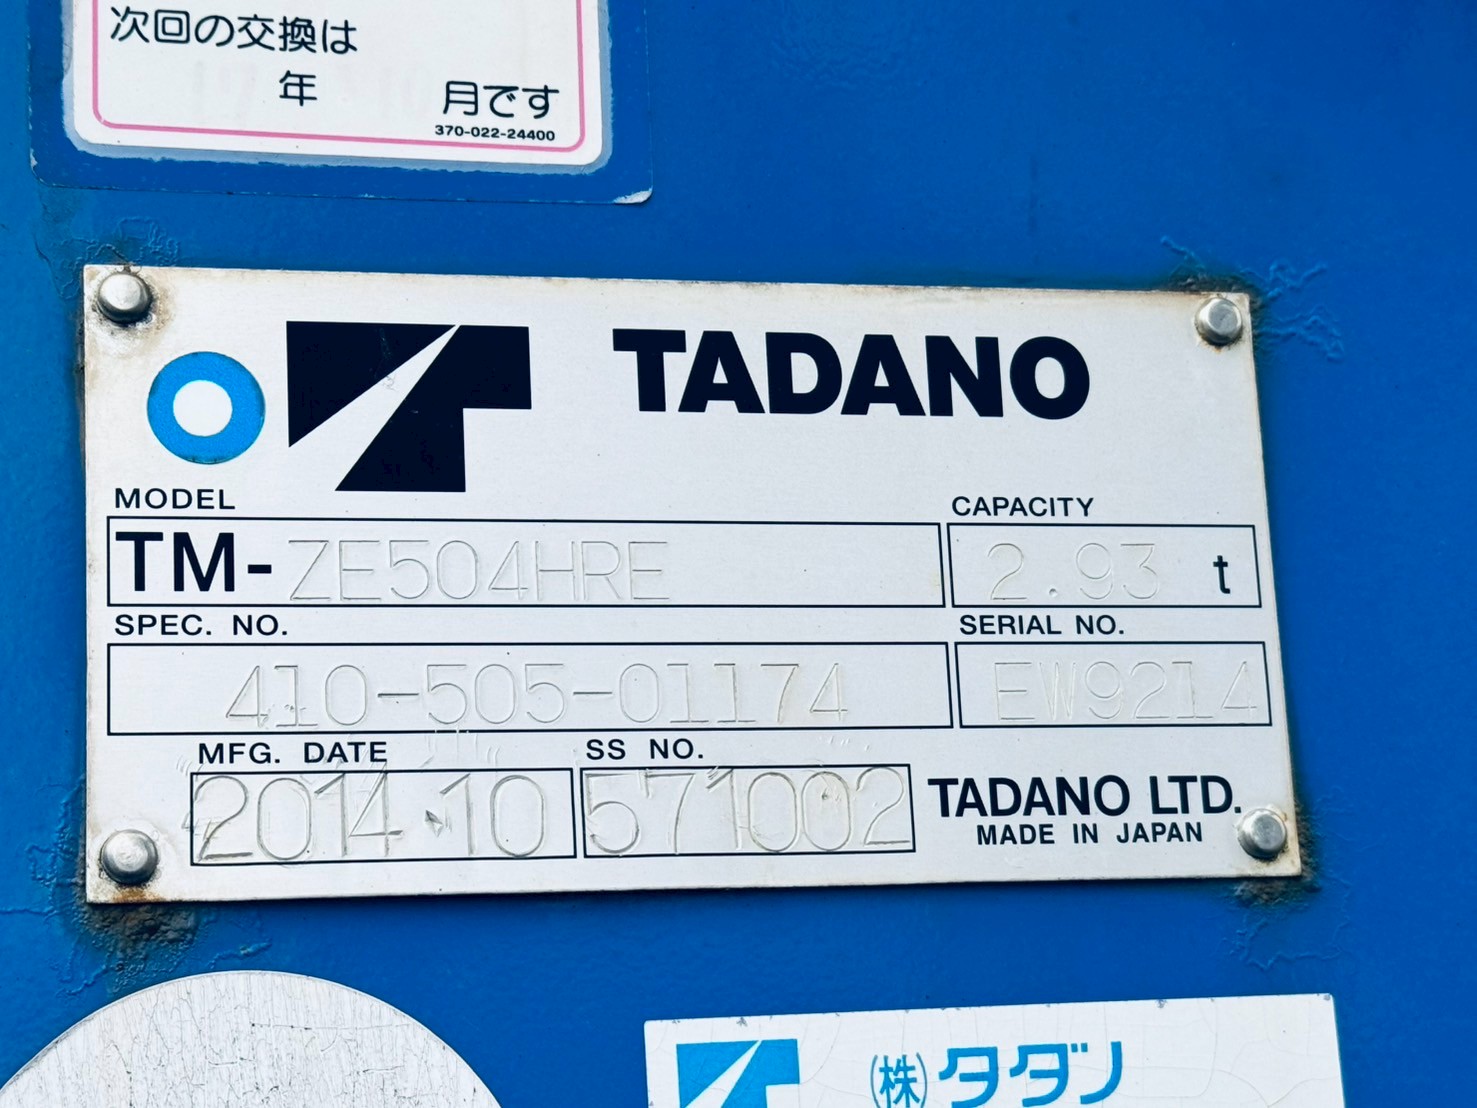 次回の交換は
年 月です
370-022-24400
TADANO
MODEL CAPACITY
TM-ZE504HRE 2.93 t
SPEC. NO. SERIAL NO.
410-505-01174 EW9214
MFG. DATE SS NO.
2014.10 571002
TADANO LTD.
MADE IN JAPAN
(株)タダノ